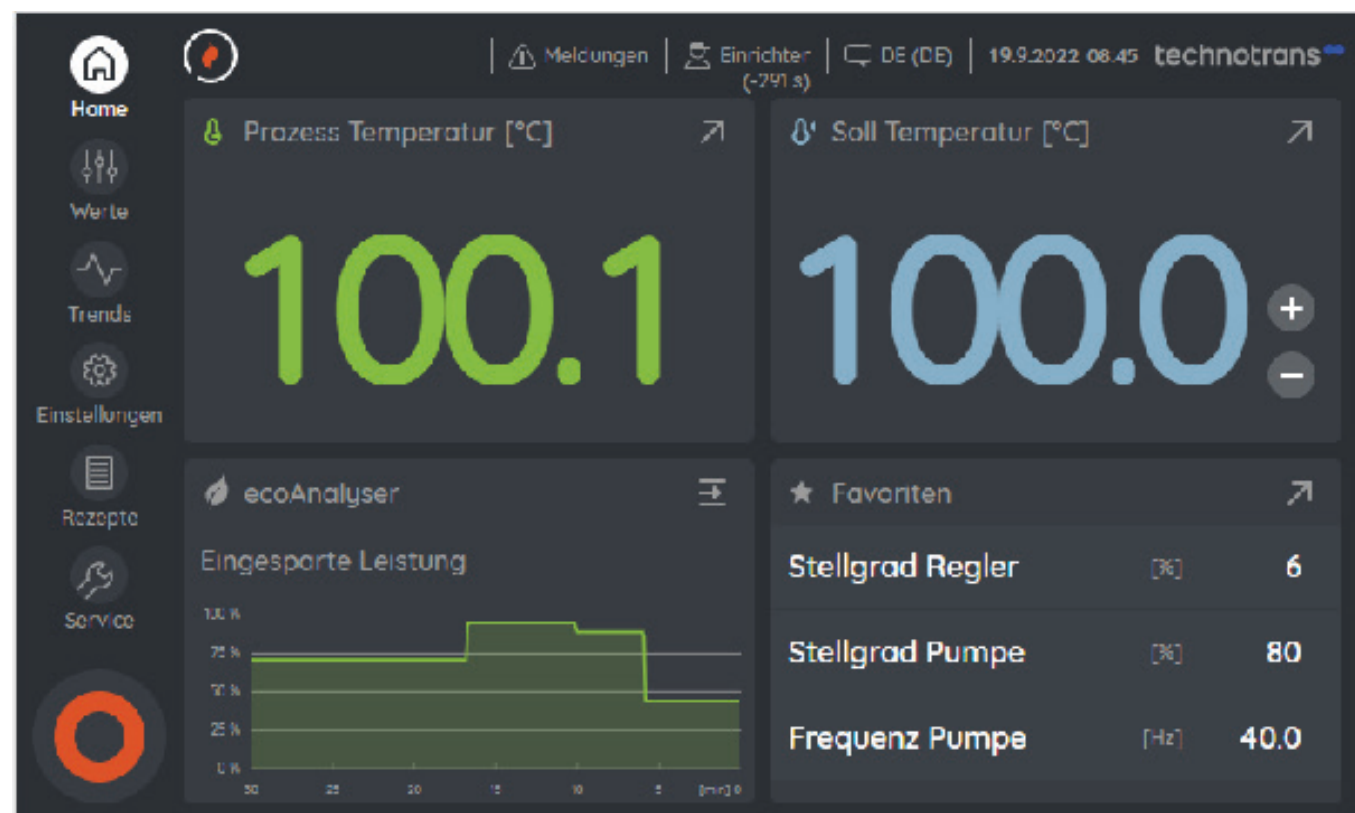 Home
Meldungen
Einrichter
(-291 s)
DE (DE)
19.9.2022 08.45
technotrans
Werte
Trends
Einstellungen
Rezepte
Service
Prozess Temperatur [°C]
100.1
Soll Temperatur [°C]
100.0
+
−
ecoAnalyser
Eingesparte Leistung
100 %
75 %
50 %
25 %
0 %
30 25 20 15 10 5 [min] 0
Favoriten
Stellgrad Regler [%] 6
Stellgrad Pumpe [%] 80
Frequenz Pumpe [Hz] 40.0